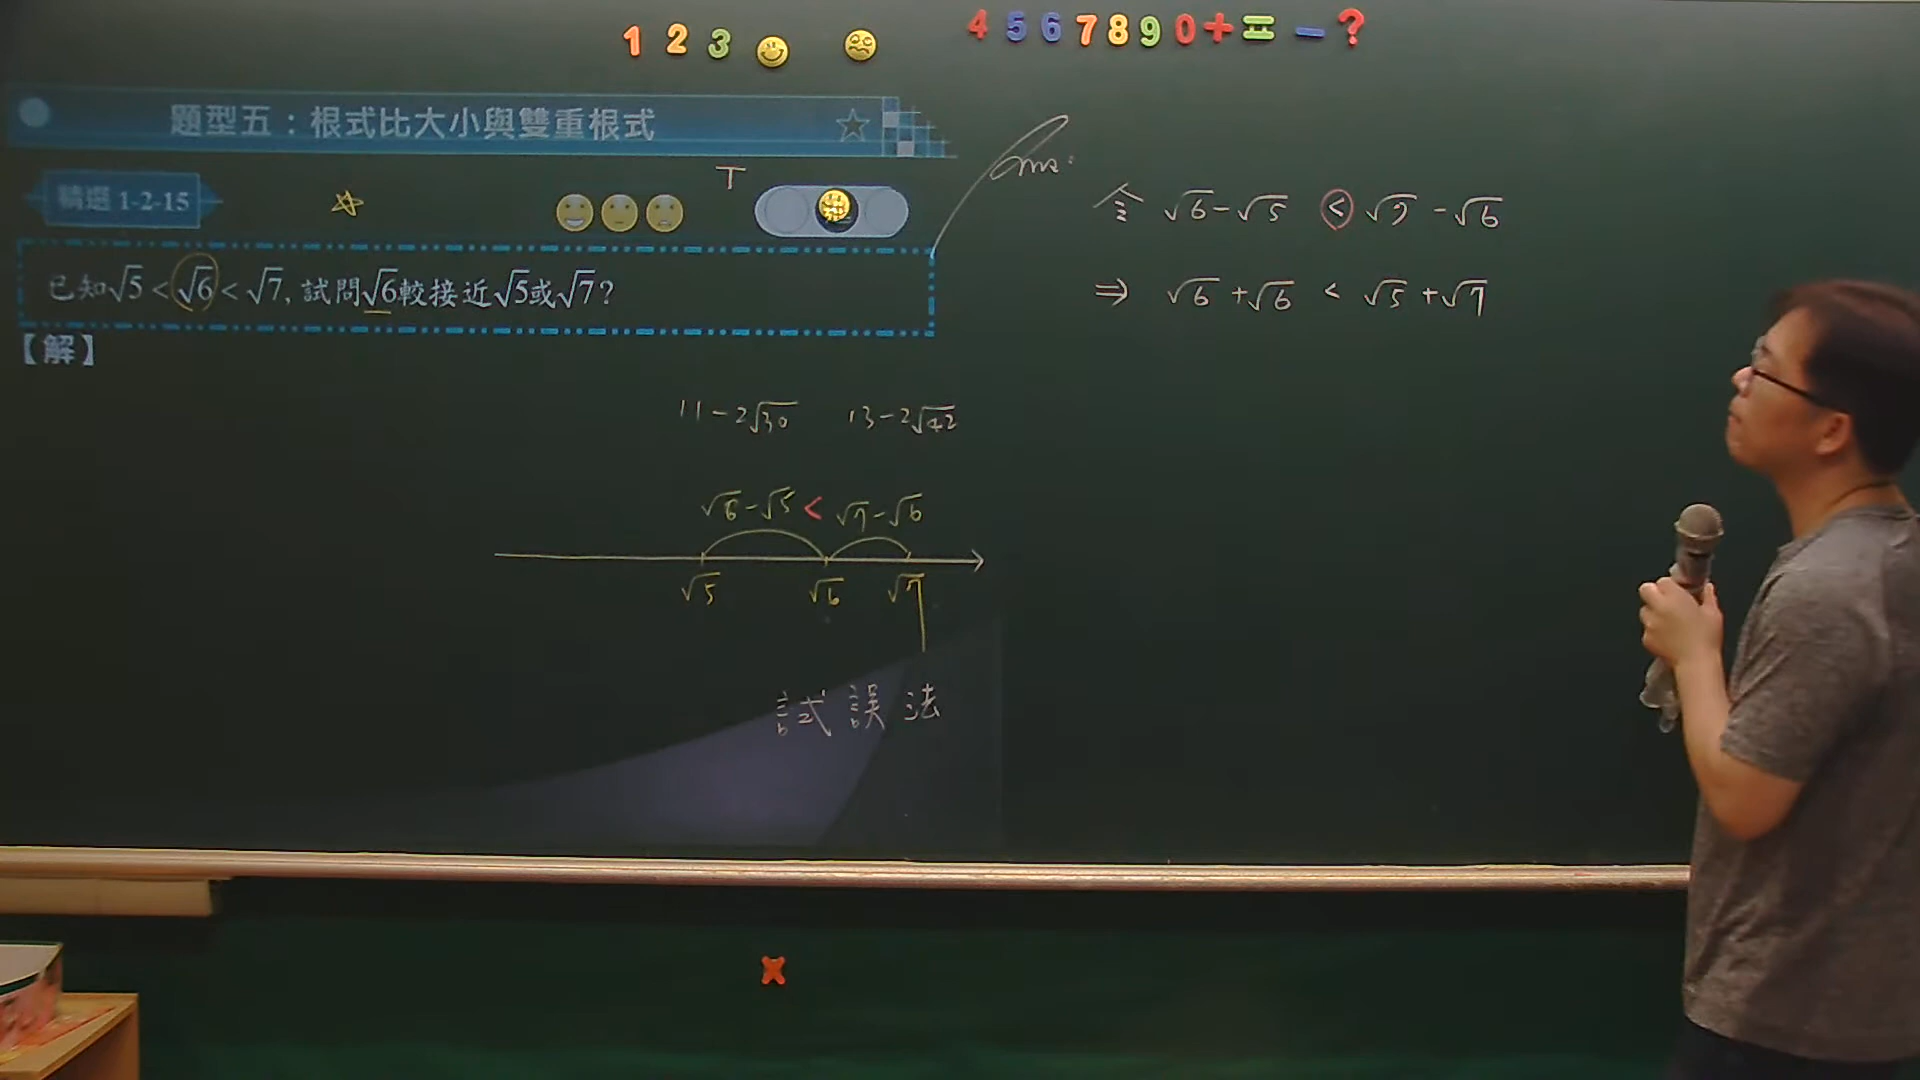 1 2 3 4 5 6 7 8 9 0 + = - ?
題型五：根式比大小與雙重根式 ☆
精選 1-2-15
T
已知√5 < √6 < √7, 試問√6較接近√5或√7？
【解】
11-2√30 13-2√42
√6-√5 < √7-√6
√5 √6 √7
試誤法
Ans:
令 √6-√5 < √7-√6
⇒ √6+√6 < √5+√7
x